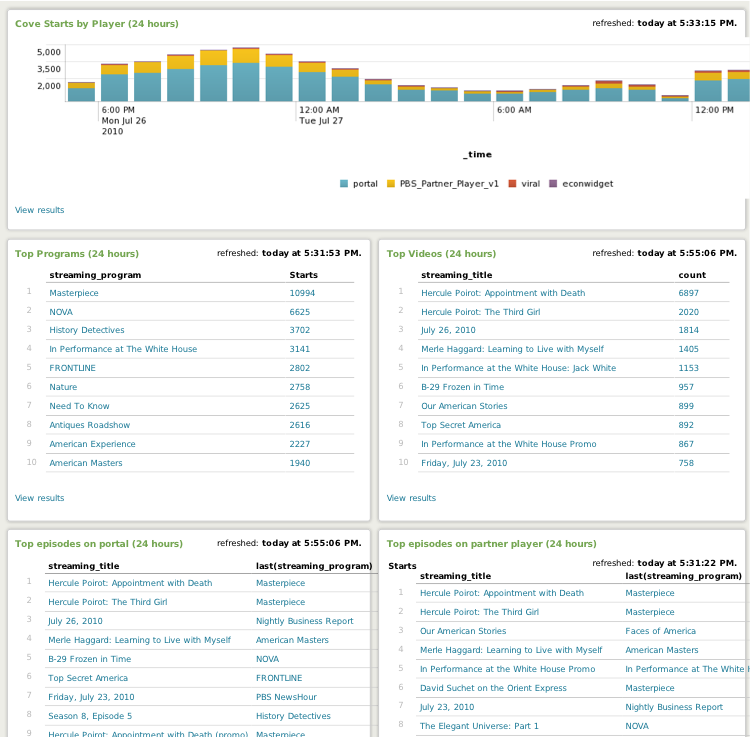 Cove Starts by Player (24 hours) refreshed: today at 5:33:15 PM.
5,000
3,500
2,000
6:00 PM 12:00 AM 6:00 AM 12:00 PM
Mon Jul 26 Tue Jul 27
2010
_time
portal PBS_Partner_Player_v1 viral econwidget
View results
Top Programs (24 hours) refreshed: today at 5:31:53 PM.
streaming_program Starts
1 Masterpiece 10994
2 NOVA 6625
3 History Detectives 3702
4 In Performance at The White House 3141
5 FRONTLINE 2802
6 Nature 2758
7 Need To Know 2625
8 Antiques Roadshow 2616
9 American Experience 2227
10 American Masters 1940
View results
Top Videos (24 hours) refreshed: today at 5:55:06 PM.
streaming_title count
1 Hercule Poirot: Appointment with Death 6897
2 Hercule Poirot: The Third Girl 2020
3 July 26, 2010 1814
4 Merle Haggard: Learning to Live with Myself 1405
5 In Performance at the White House: Jack White 1153
6 B-29 Frozen in Time 957
7 Our American Stories 899
8 Top Secret America 892
9 In Performance at the White House Promo 867
10 Friday, July 23, 2010 758
View results
Top episodes on portal (24 hours) refreshed: today at 5:55:06 PM.
streaming_title last(streaming_program) Starts
1 Hercule Poirot: Appointment with Death Masterpiece
2 Hercule Poirot: The Third Girl Masterpiece
3 July 26, 2010 Nightly Business Report
4 Merle Haggard: Learning to Live with Myself American Masters
5 B-29 Frozen in Time NOVA
6 Top Secret America FRONTLINE
7 Friday, July 23, 2010 PBS NewsHour
8 Season 8, Episode 5 History Detectives
9 Hercule Poirot: Appointment with Death (promo) Masterpiece
Top episodes on partner player (24 hours)
refreshed: today at 5:31:22 PM.
streaming_title last(streaming_program)
1 Hercule Poirot: Appointment with Death Masterpiece
2 Hercule Poirot: The Third Girl Masterpiece
3 Our American Stories Faces of America
4 Merle Haggard: Learning to Live with Myself American Masters
5 In Performance at the White House Promo In Performance at The White
6 David Suchet on the Orient Express Masterpiece
7 July 23, 2010 Nightly Business Report
8 The Elegant Universe: Part 1 NOVA